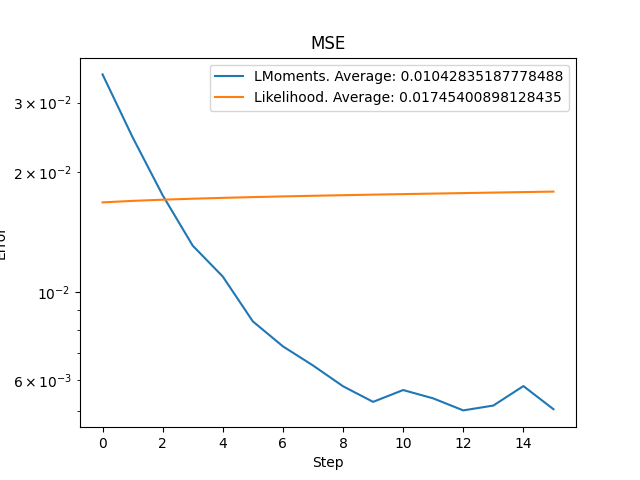 MSE
LMoments. Average: 0.01042835187778488
Likelihood. Average: 0.01745400898128435
3 × 10⁻²
2 × 10⁻²
10⁻²
6 × 10⁻³
Error
0 2 4 6 8 10 12 14
Step